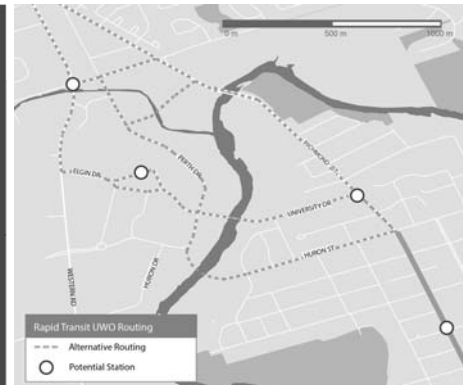 0 m 500 m 1000 m
RICHMOND ST.
PERTH DR.
ELGIN DR.
UNIVERSITY DR.
HURON ST.
WESTERN RD.
HURON DR
Rapid Transit UWO Routing
Alternative Routing
Potential Station